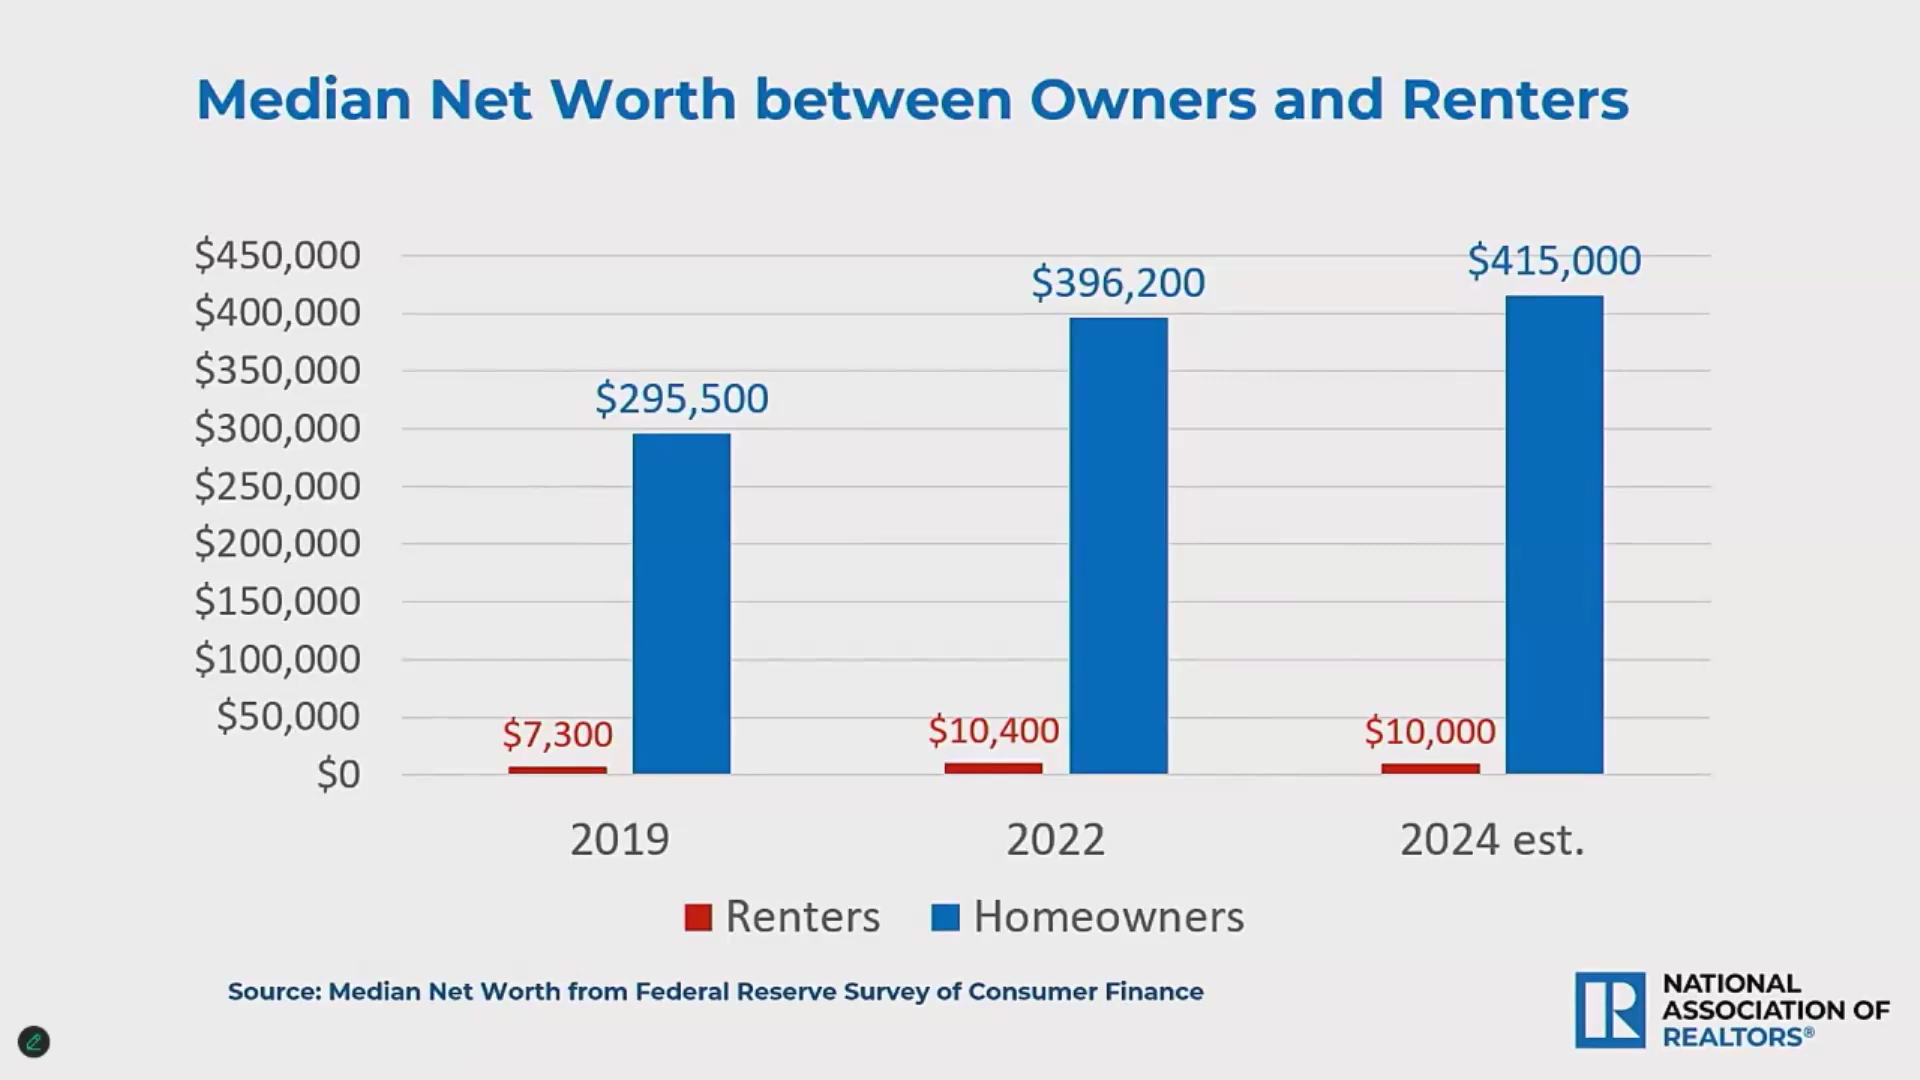 Median Net Worth between Owners and Renters
$450,000
$400,000
$350,000
$300,000
$250,000
$200,000
$150,000
$100,000
$50,000
$0
$7,300
$295,500
$10,400
$396,200
$10,000
$415,000
2019
2022
2024 est.
Renters
Homeowners
Source: Median Net Worth from Federal Reserve Survey of Consumer Finance
NATIONAL
ASSOCIATION OF
REALTORS®